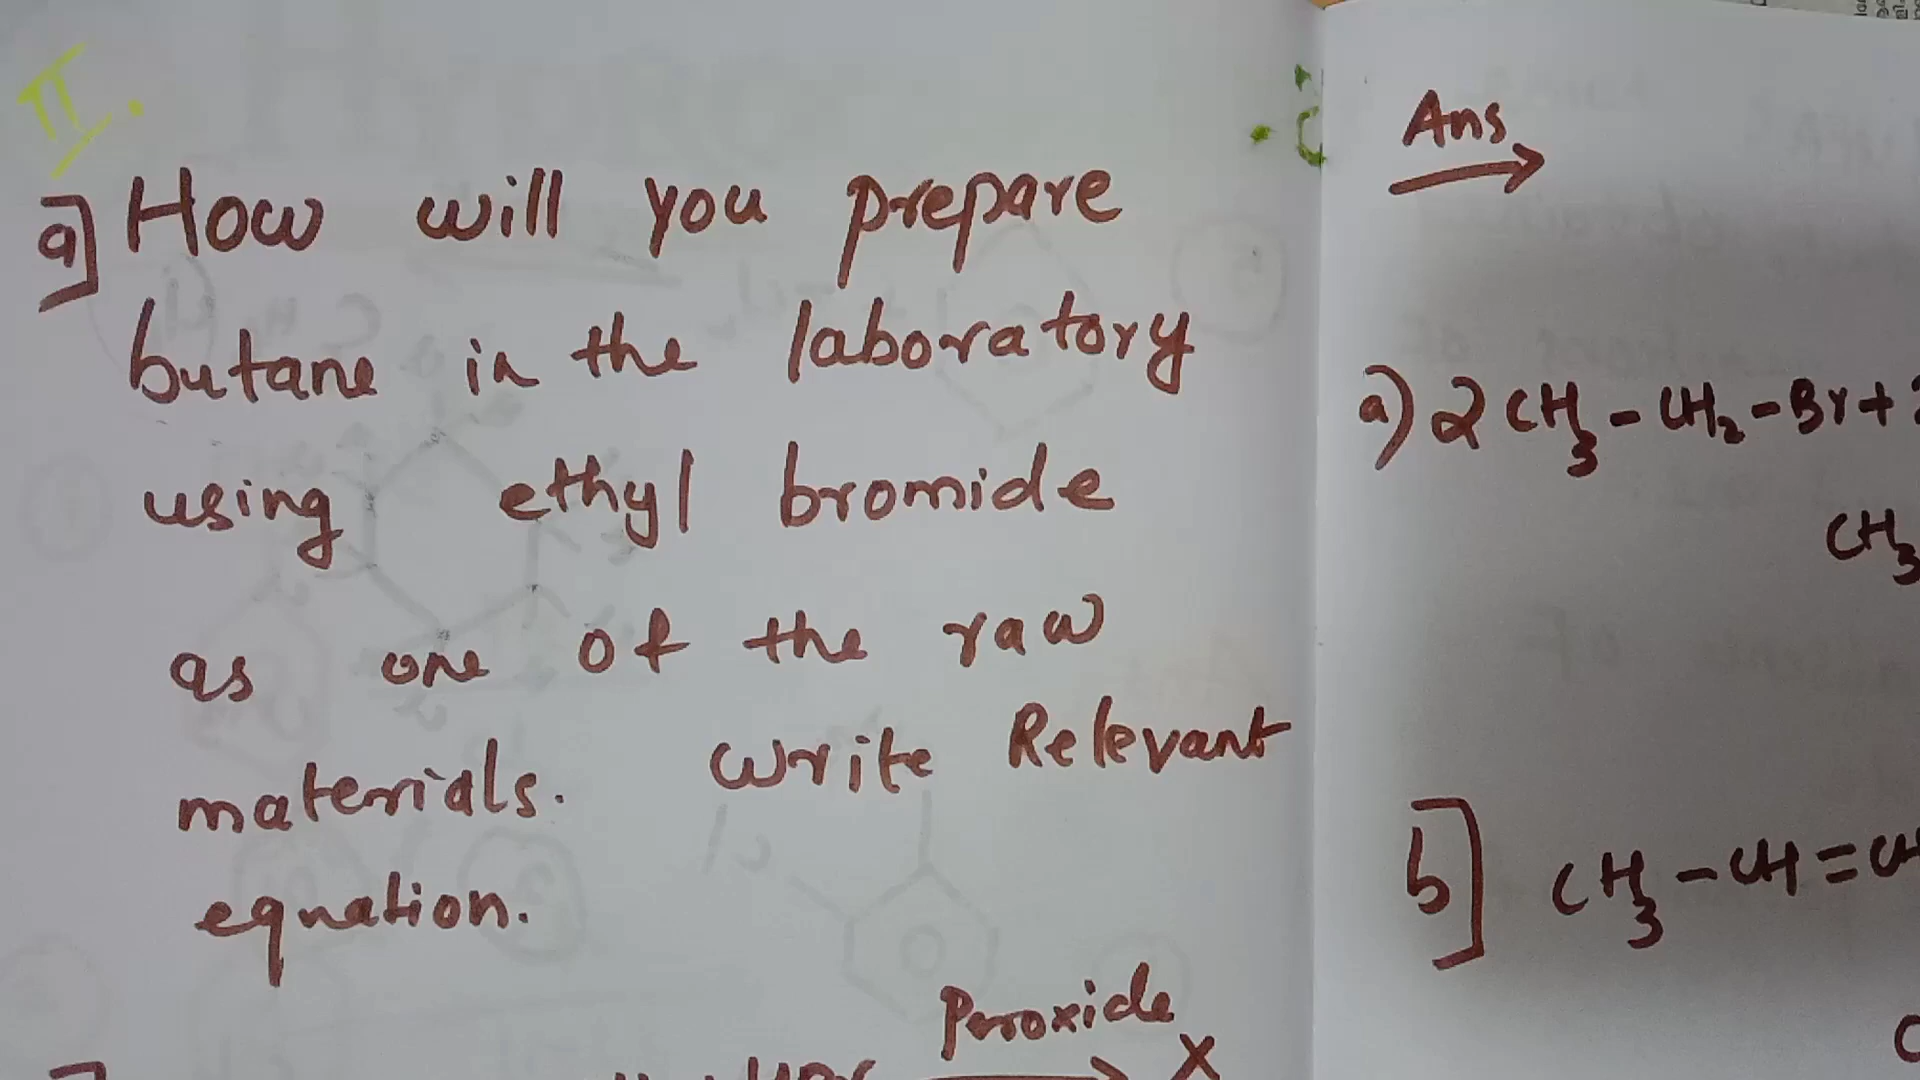 II.
a] How will you prepare
butane in the laboratory
using ethyl bromide
as one of the raw
materials. Write Relevant
equation.
Peroxide
X
Ans
a) 2 CH3 - CH2 - Br +
CH3
b] CH3 - CH = CH